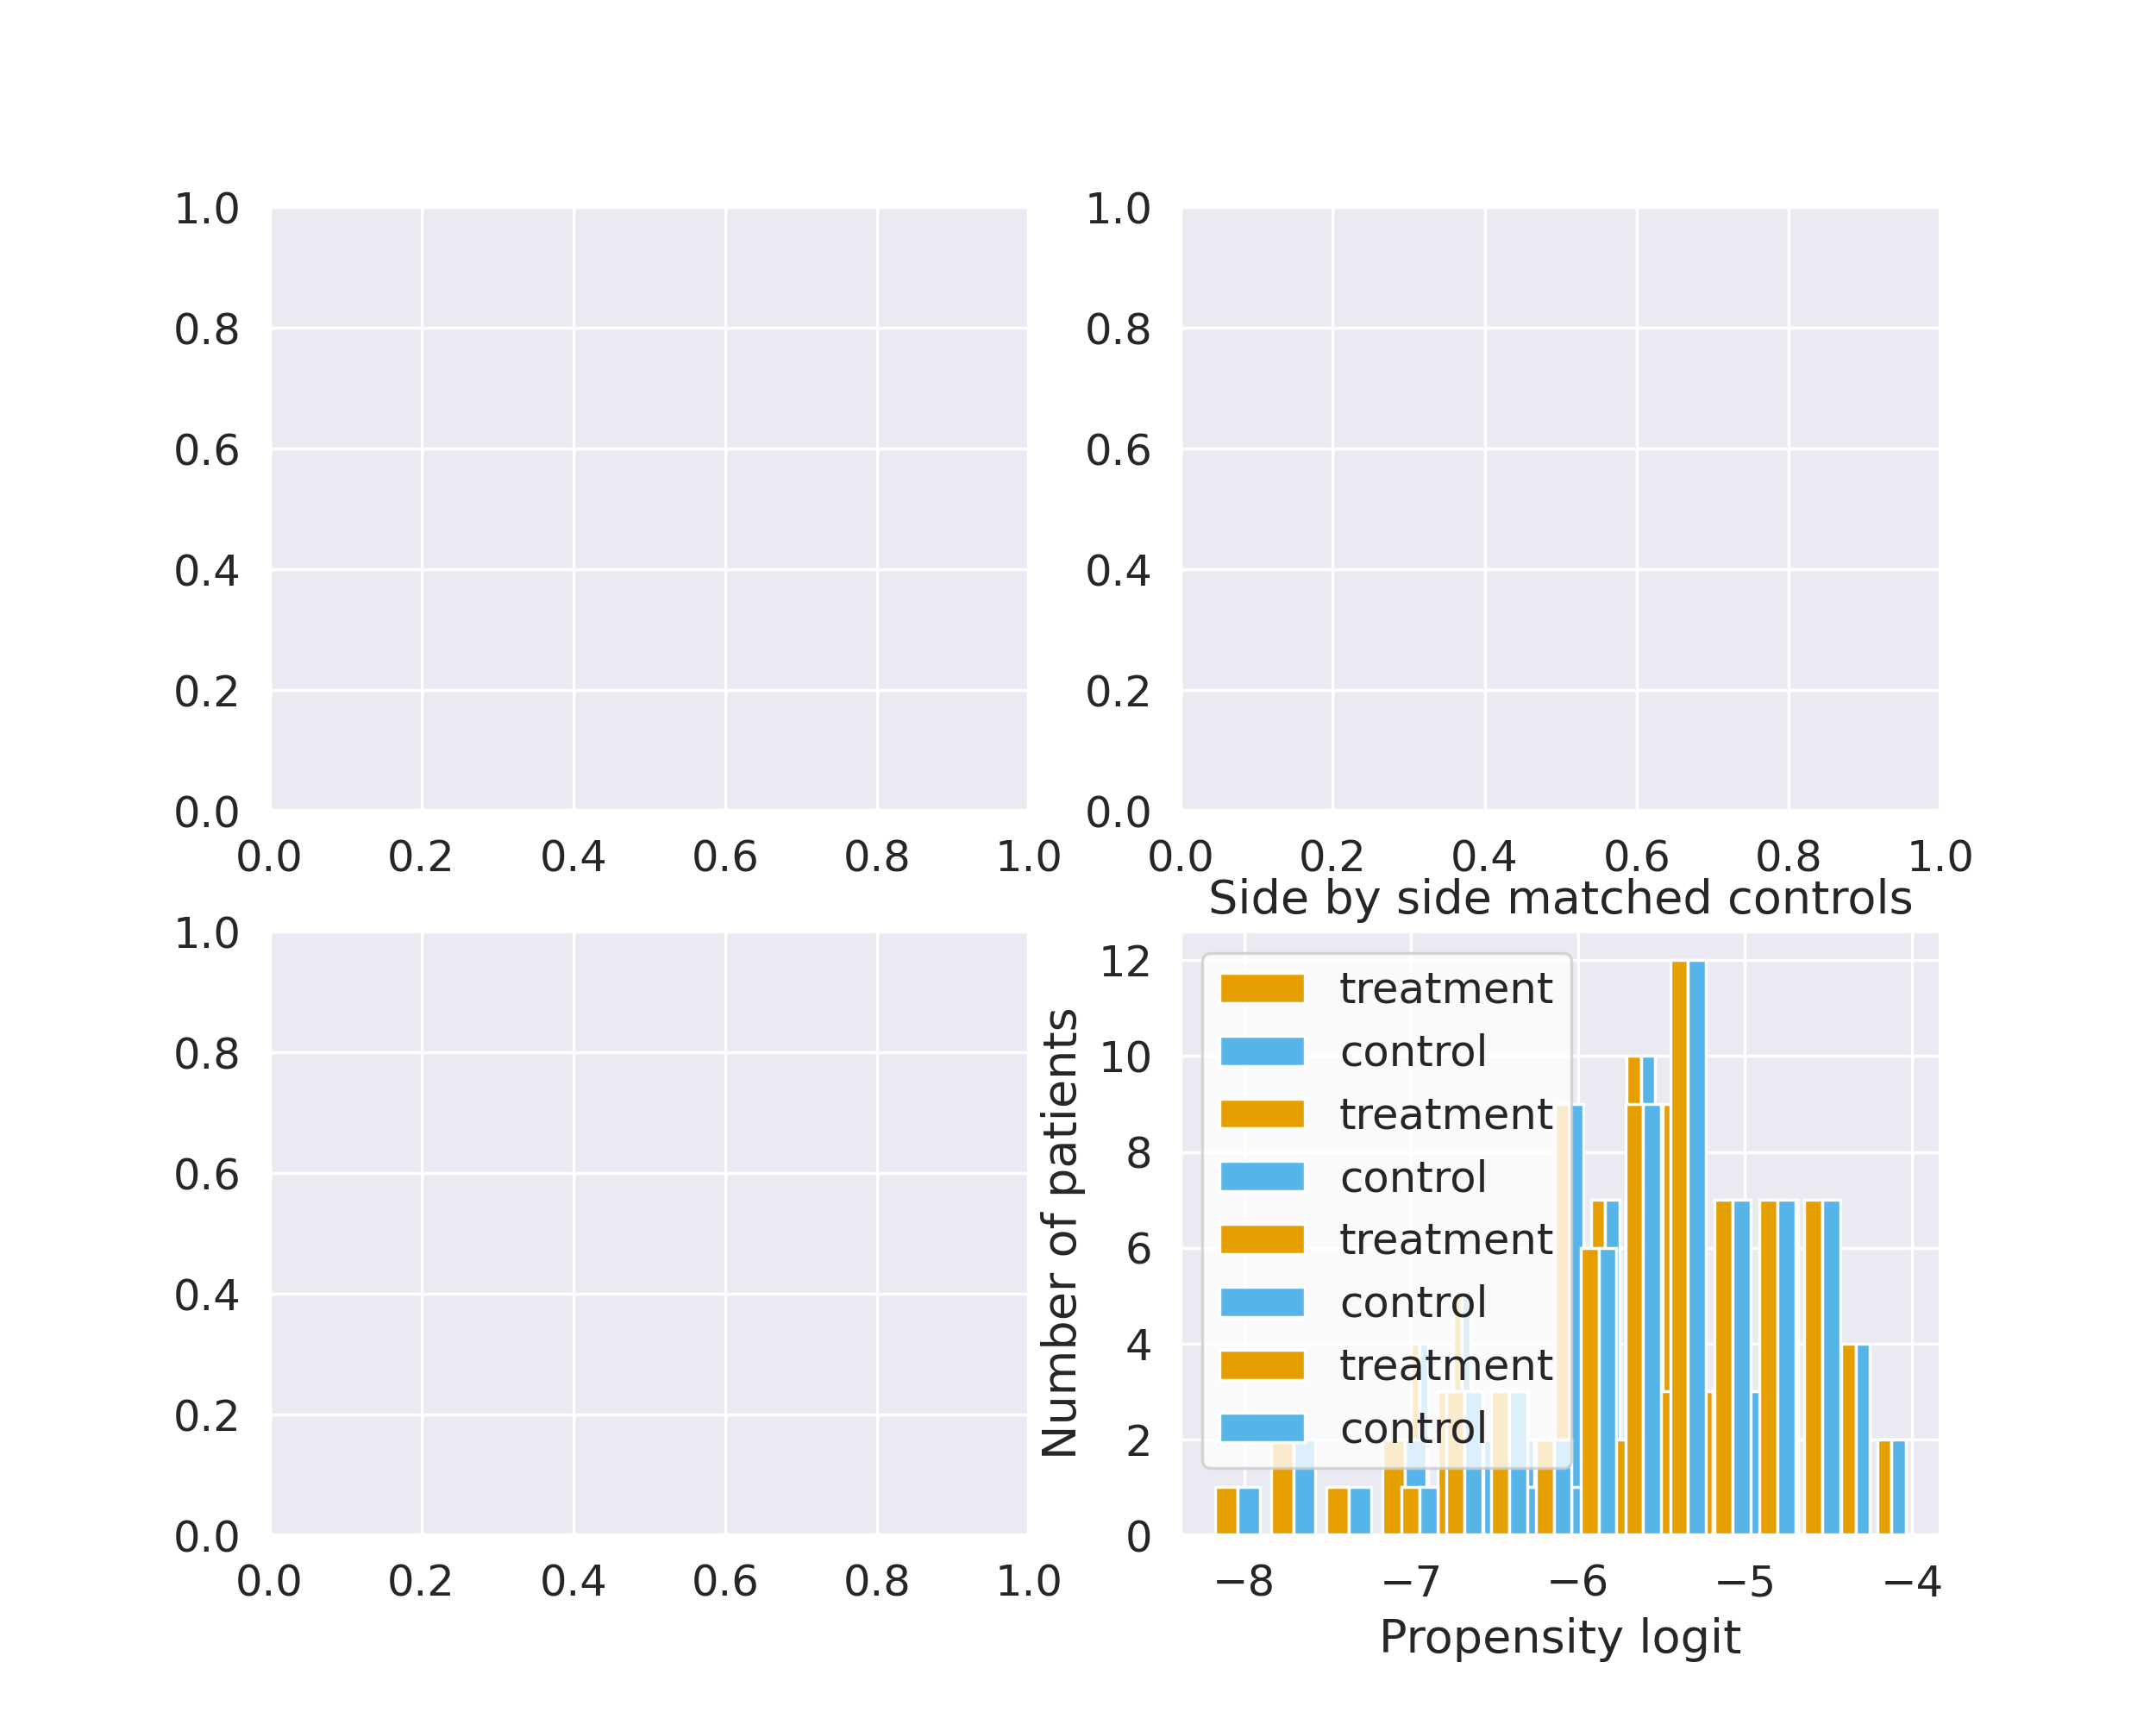 1.0
0.8
0.6
0.4
0.2
0.0
0.0 0.2 0.4 0.6 0.8 1.0
1.0
0.8
0.6
0.4
0.2
0.0
0.0 0.2 0.4 0.6 0.8 1.0
1.0
0.8
0.6
0.4
0.2
0.0
0.0 0.2 0.4 0.6 0.8 1.0
Side by side matched controls
Number of patients
12
10
8
6
4
2
0
treatment
control
treatment
control
treatment
control
treatment
control
−8 −7 −6 −5 −4
Propensity logit